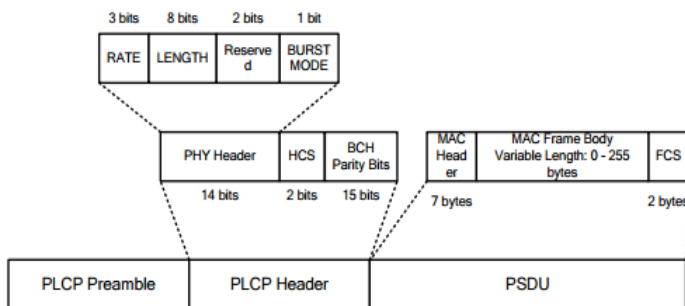 3 bits 8 bits 2 bits 1 bit
RATE LENGTH Reserve
d BURST
MODE
PHY Header HCS BCH
Parity Bits
MAC
Head
er MAC Frame Body
Variable Length: 0 - 255
bytes FCS
14 bits 2 bits 15 bits 7 bytes 2 byte
PLCP Preamble PLCP Header PSDU